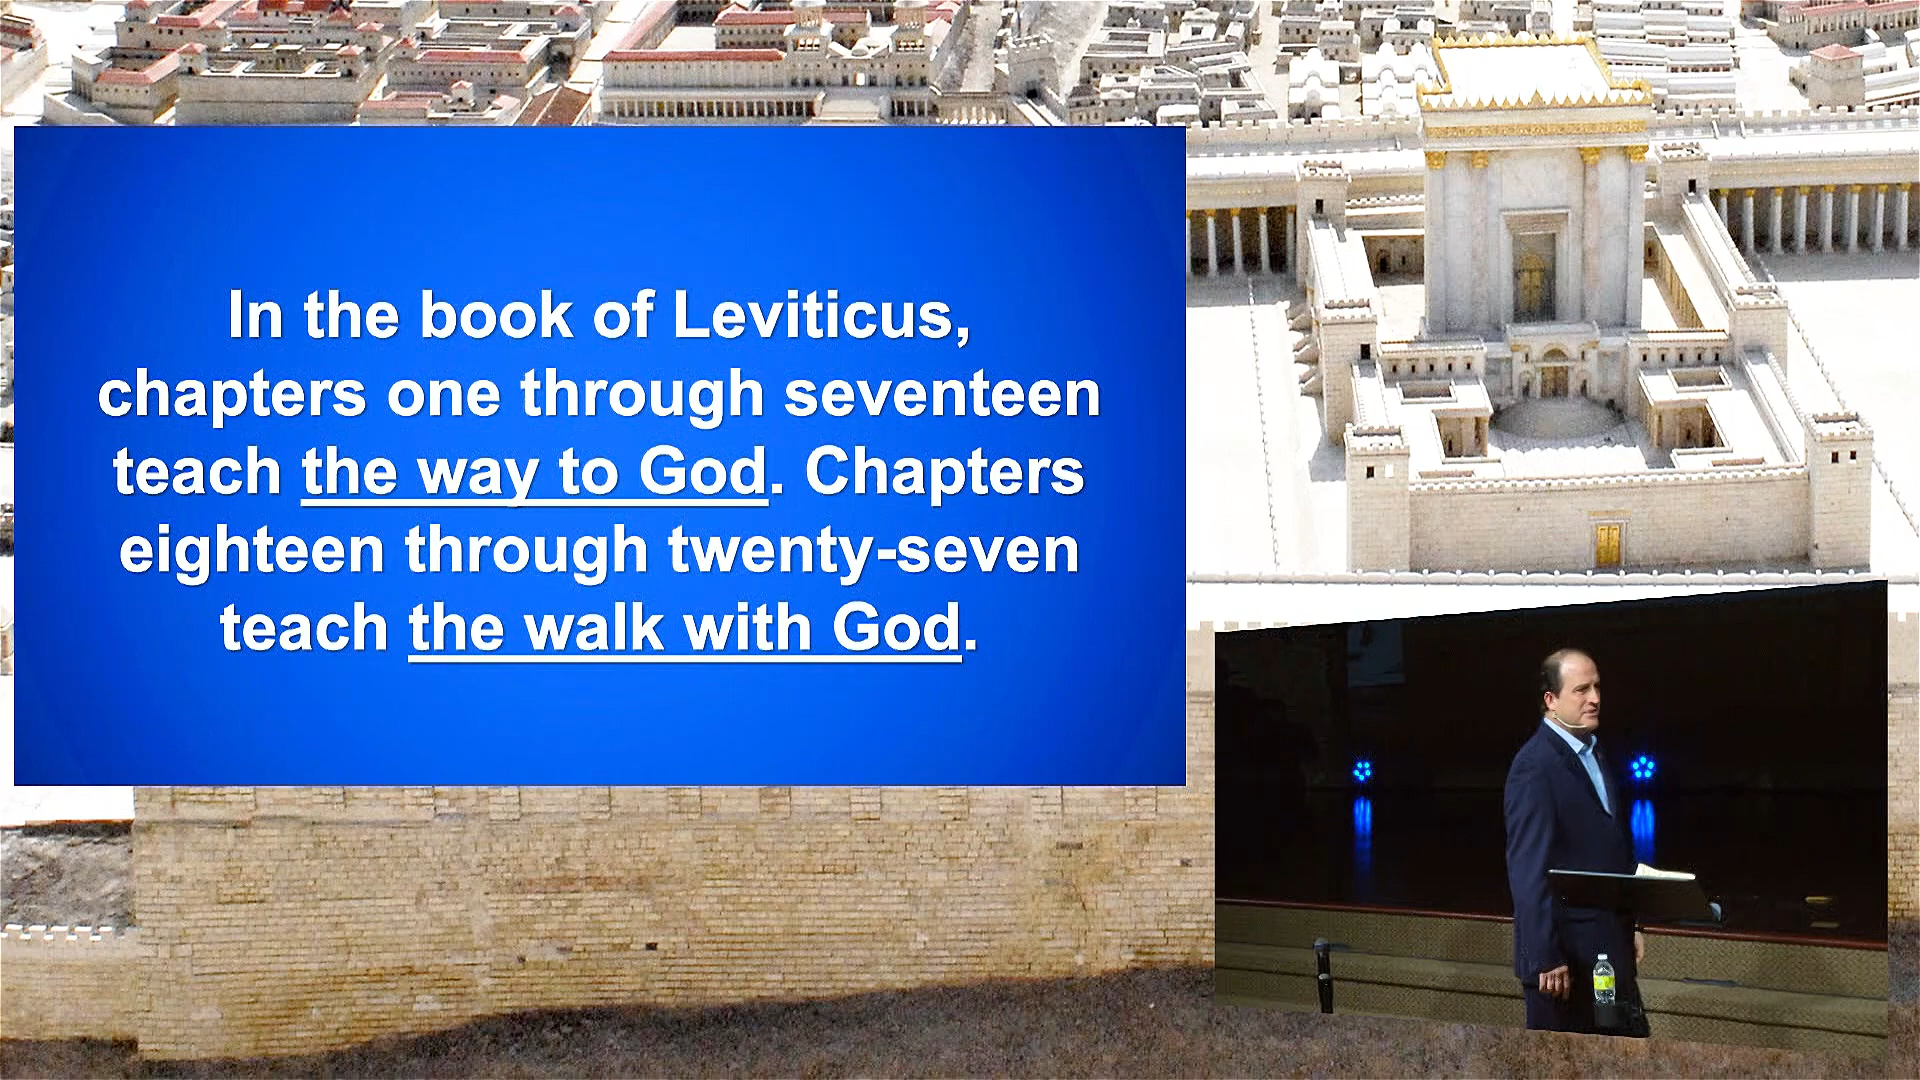 In the book of Leviticus,
chapters one through seventeen
teach the way to God. Chapters
eighteen through twenty-seven
teach the walk with God.